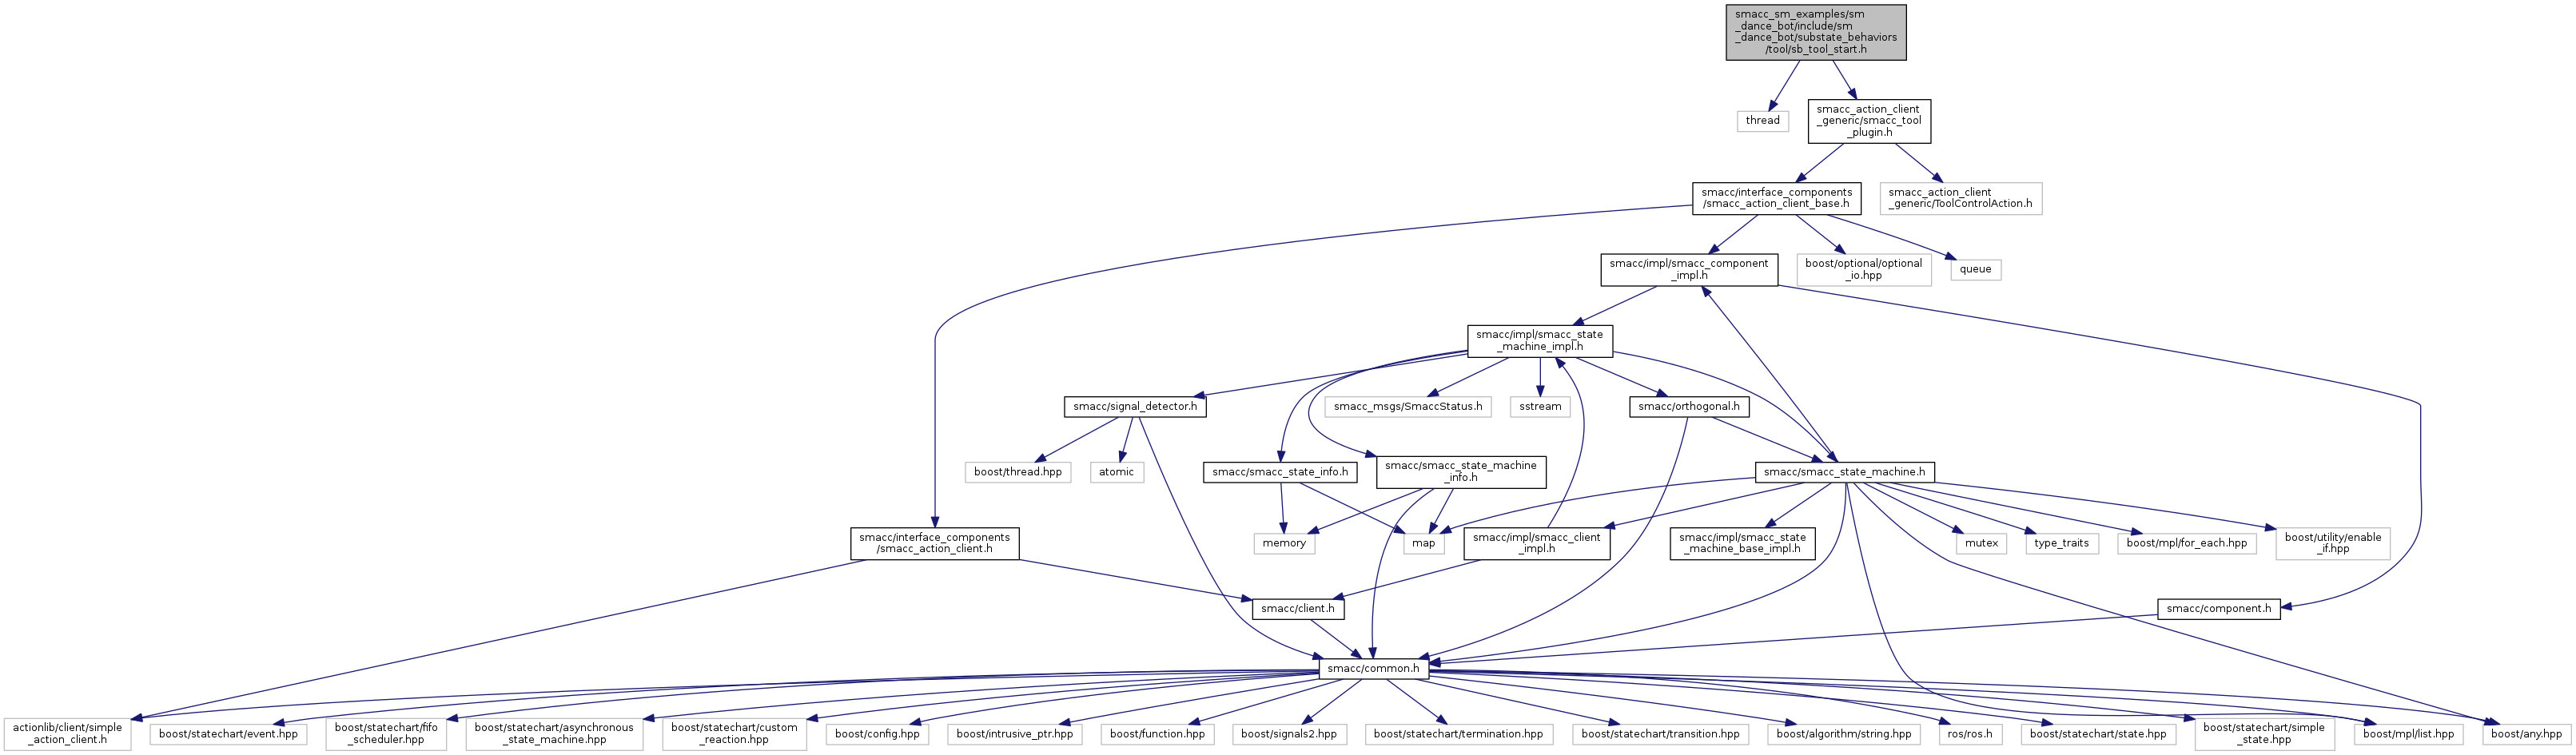 smacc_sm_examples/sm
_dance_bot/include/sm
_dance_bot/substate_behaviors
/tool/sb_tool_start.h
thread
smacc_action_client
_generic/smacc_tool
_plugin.h
smacc/interface_components
/smacc_action_client_base.h
smacc_action_client
_generic/ToolControlAction.h
smacc/impl/smacc_component
_impl.h
boost/optional/optional
_io.hpp
queue
smacc/impl/smacc_state
_machine_impl.h
smacc/signal_detector.h
smacc_msgs/SmaccStatus.h
sstream
smacc/orthogonal.h
boost/thread.hpp
atomic
smacc/smacc_state_info.h
smacc/smacc_state_machine
_info.h
smacc/smacc_state_machine.h
smacc/interface_components
/smacc_action_client.h
memory
map
smacc/impl/smacc_client
_impl.h
smacc/impl/smacc_state
_machine_base_impl.h
mutex
type_traits
boost/mpl/for_each.hpp
boost/utility/enable
_if.hpp
smacc/client.h
smacc/component.h
smacc/common.h
actionlib/client/simple
_action_client.h
boost/statechart/event.hpp
boost/statechart/fifo
_scheduler.hpp
boost/statechart/asynchronous
_state_machine.hpp
boost/statechart/custom
_reaction.hpp
boost/config.hpp
boost/intrusive_ptr.hpp
boost/function.hpp
boost/signals2.hpp
boost/statechart/termination.hpp
boost/statechart/transition.hpp
boost/algorithm/string.hpp
ros/ros.h
boost/statechart/state.hpp
boost/statechart/simple
_state.hpp
boost/mpl/list.hpp
boost/any.hpp